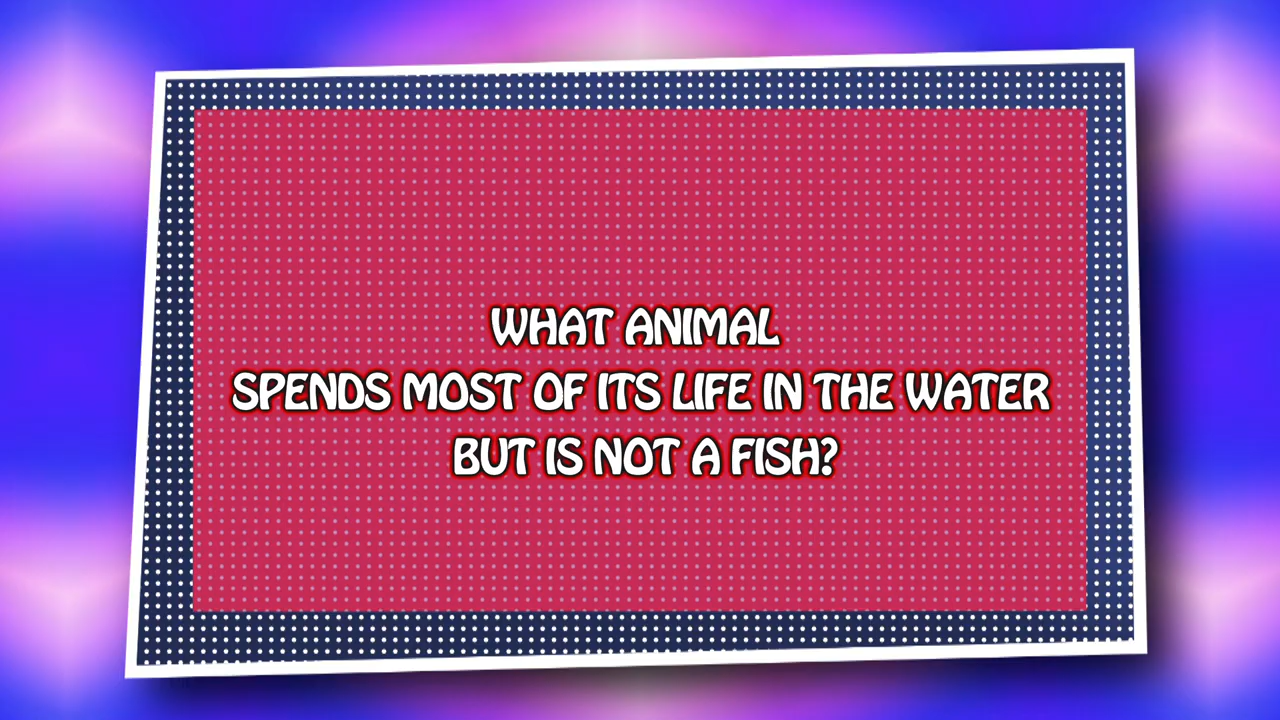 WHAT ANIMAL
SPENDS MOST OF ITS LIFE IN THE WATER
BUT IS NOT A FISH?